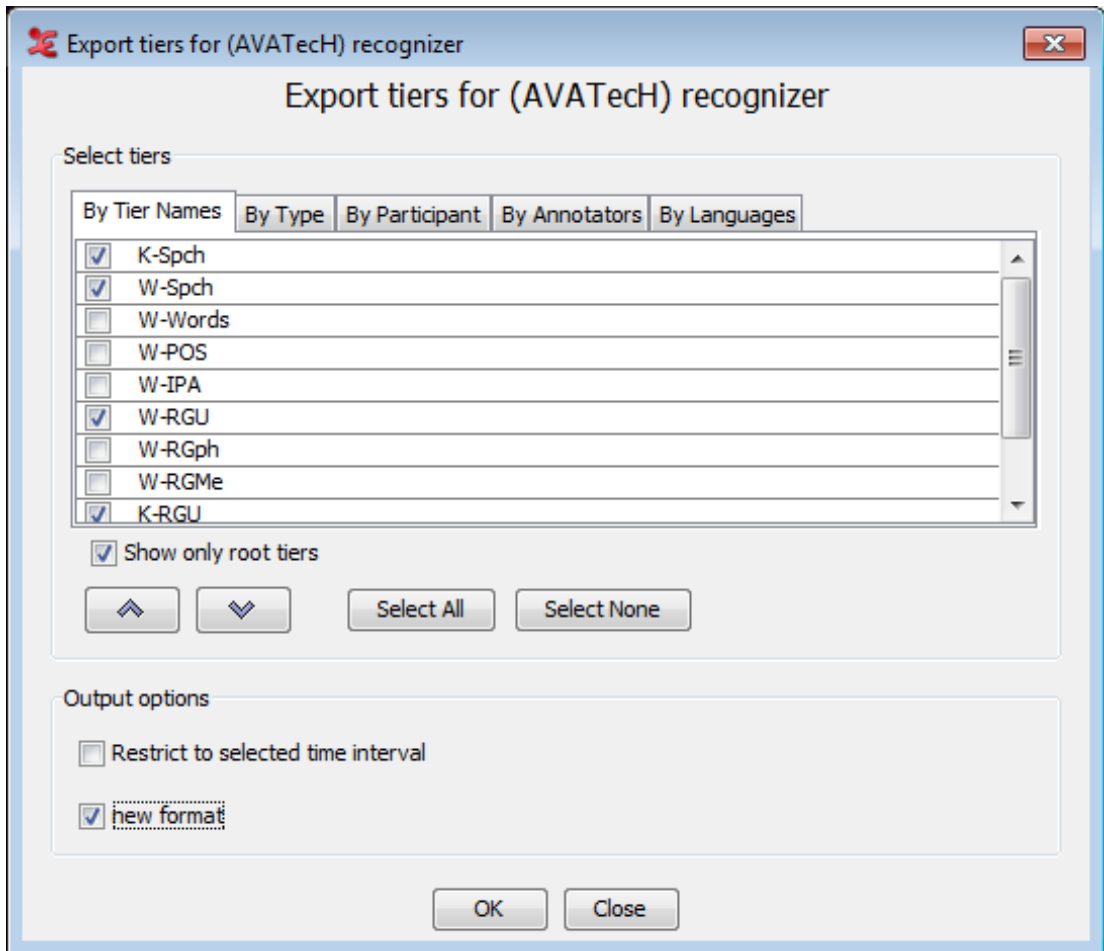 Export tiers for (AVATecH) recognizer
Export tiers for (AVATecH) recognizer
Select tiers
By Tier Names By Type By Participant By Annotators By Languages
K-Spch
W-Spch
W-Words
W-POS
W-IPA
W-RGU
W-RGph
W-RGMe
K-RGU
Show only root tiers
Select All Select None
Output options
Restrict to selected time interval
new format
OK Close